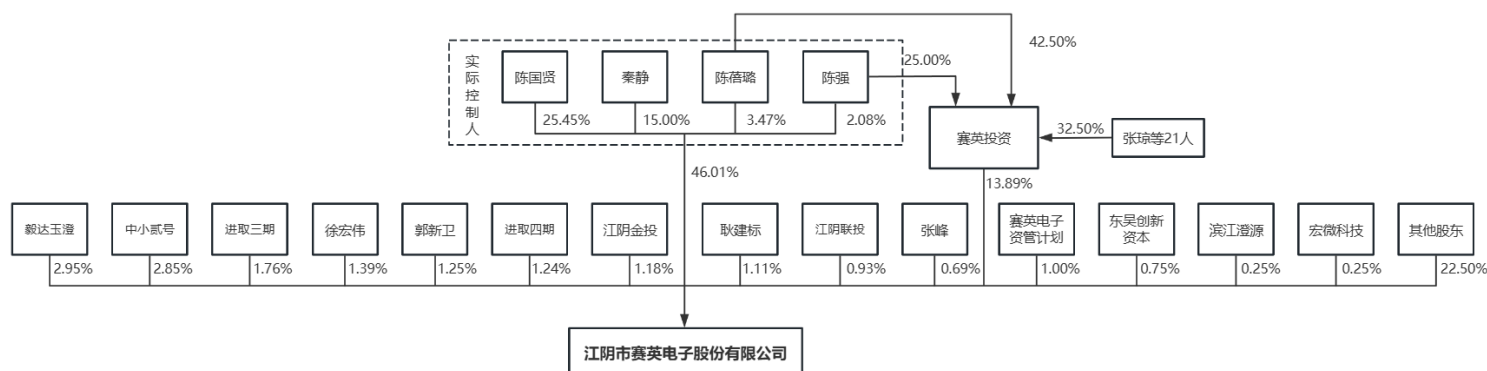 42.50%
实际控制人
陈国贤
秦静
陈蓓璐
陈强
25.00%
25.45%
15.00%
3.47%
2.08%
赛英投资
32.50%
张琼等21人
46.01%
13.89%
毅达玉澄
中小贰号
进取三期
徐宏伟
郭新卫
进取四期
江阴金投
耿建标
江阴联投
张峰
赛英电子
资管计划
东吴创新
资本
滨江澄源
宏微科技
其他股东
2.95%
2.85%
1.76%
1.39%
1.25%
1.24%
1.18%
1.11%
0.93%
0.69%
1.00%
0.75%
0.25%
0.25%
22.50%
江阴市赛英电子股份有限公司